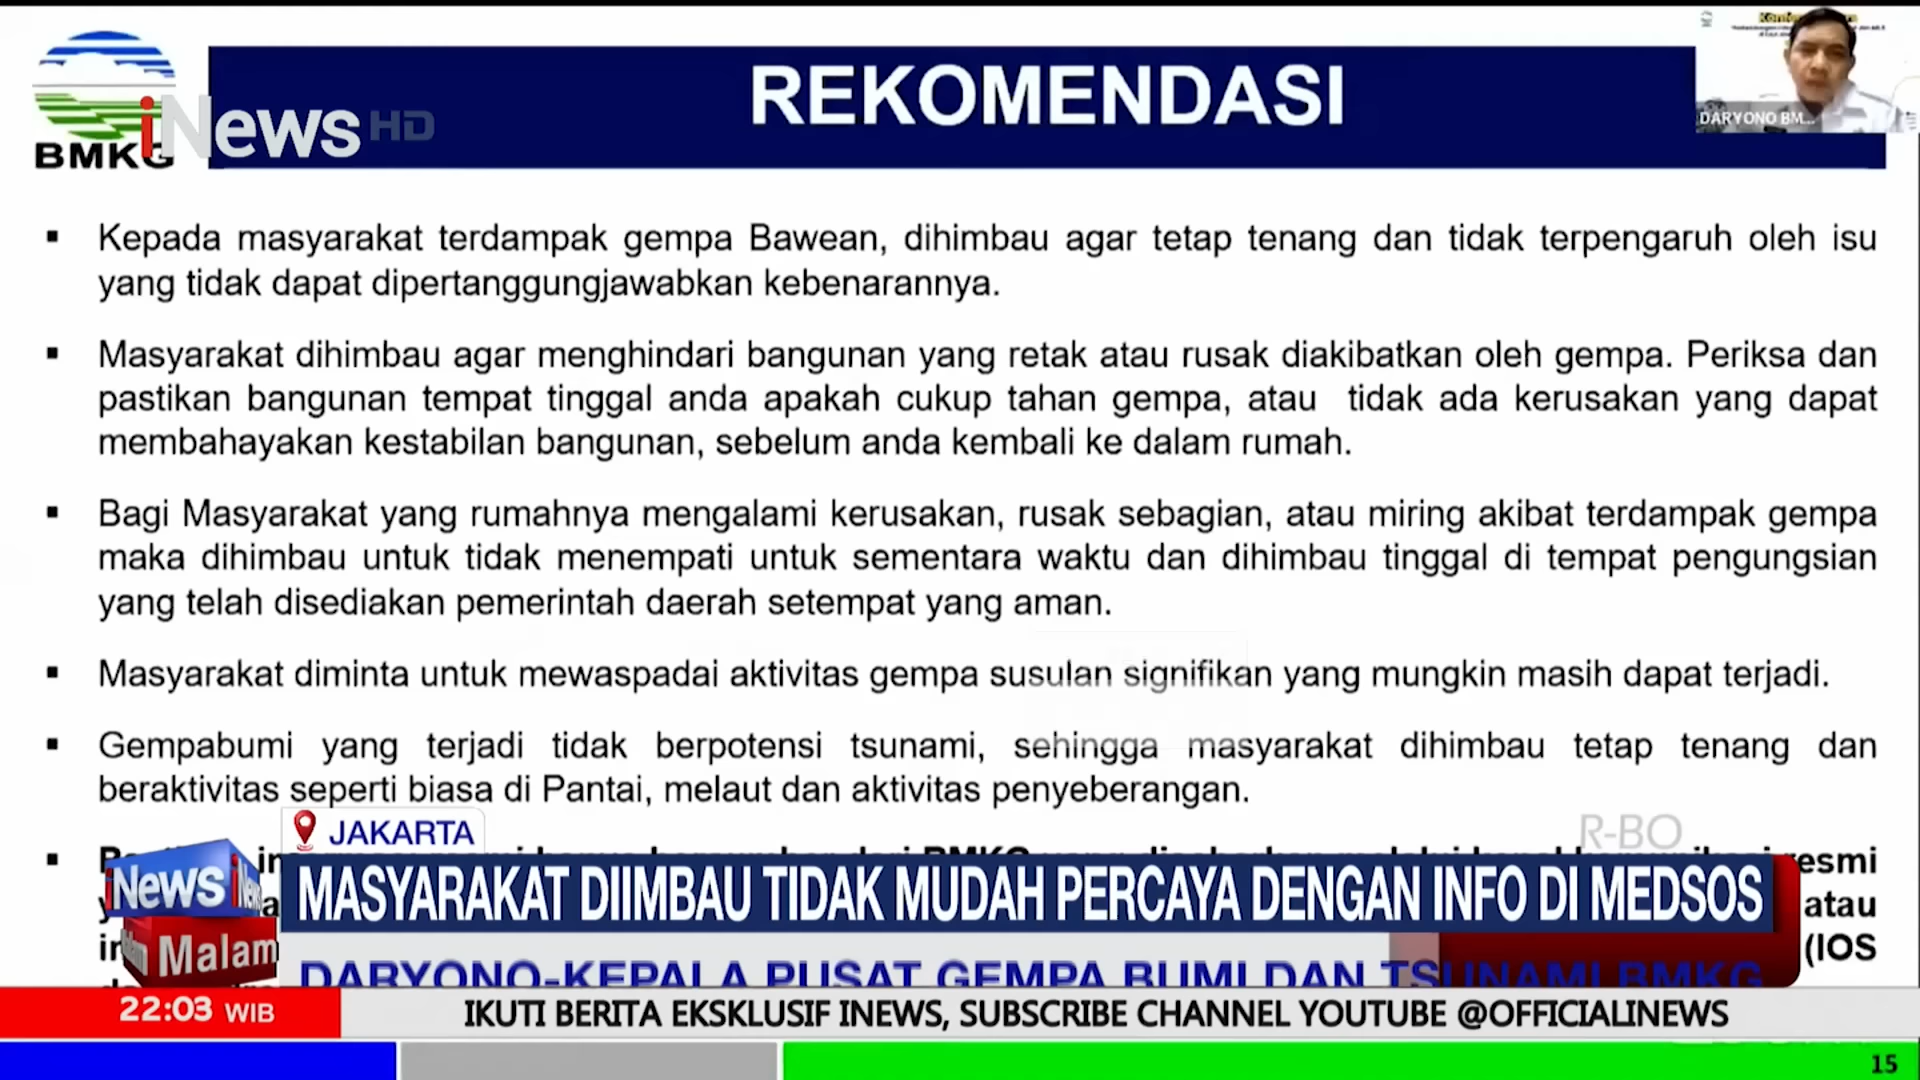 REKOMENDASI
BMKG
iNews HD
DARYONO BM...
▪ Kepada masyarakat terdampak gempa Bawean, dihimbau agar tetap tenang dan tidak terpengaruh oleh isu
yang tidak dapat dipertanggungjawabkan kebenarannya.
▪ Masyarakat dihimbau agar menghindari bangunan yang retak atau rusak diakibatkan oleh gempa. Periksa dan
pastikan bangunan tempat tinggal anda apakah cukup tahan gempa, atau tidak ada kerusakan yang dapat
membahayakan kestabilan bangunan, sebelum anda kembali ke dalam rumah.
▪ Bagi Masyarakat yang rumahnya mengalami kerusakan, rusak sebagian, atau miring akibat terdampak gempa
maka dihimbau untuk tidak menempati untuk sementara waktu dan dihimbau tinggal di tempat pengungsian
yang telah disediakan pemerintah daerah setempat yang aman.
▪ Masyarakat diminta untuk mewaspadai aktivitas gempa susulan signifikan yang mungkin masih dapat terjadi.
▪ Gempabumi yang terjadi tidak berpotensi tsunami, sehingga masyarakat dihimbau tetap tenang dan
beraktivitas seperti biasa di Pantai, melaut dan aktivitas penyeberangan.
R-BO
JAKARTA
resmi
atau
(IOS
iNews
Malam
MASYARAKAT DIIMBAU TIDAK MUDAH PERCAYA DENGAN INFO DI MEDSOS
DARYONO-KEPALA PUSAT GEMPA BUMI DAN TSUNAMI BMKG
22:03 WIB
IKUTI BERITA EKSKLUSIF INEWS, SUBSCRIBE CHANNEL YOUTUBE @OFFICIALINEWS
15